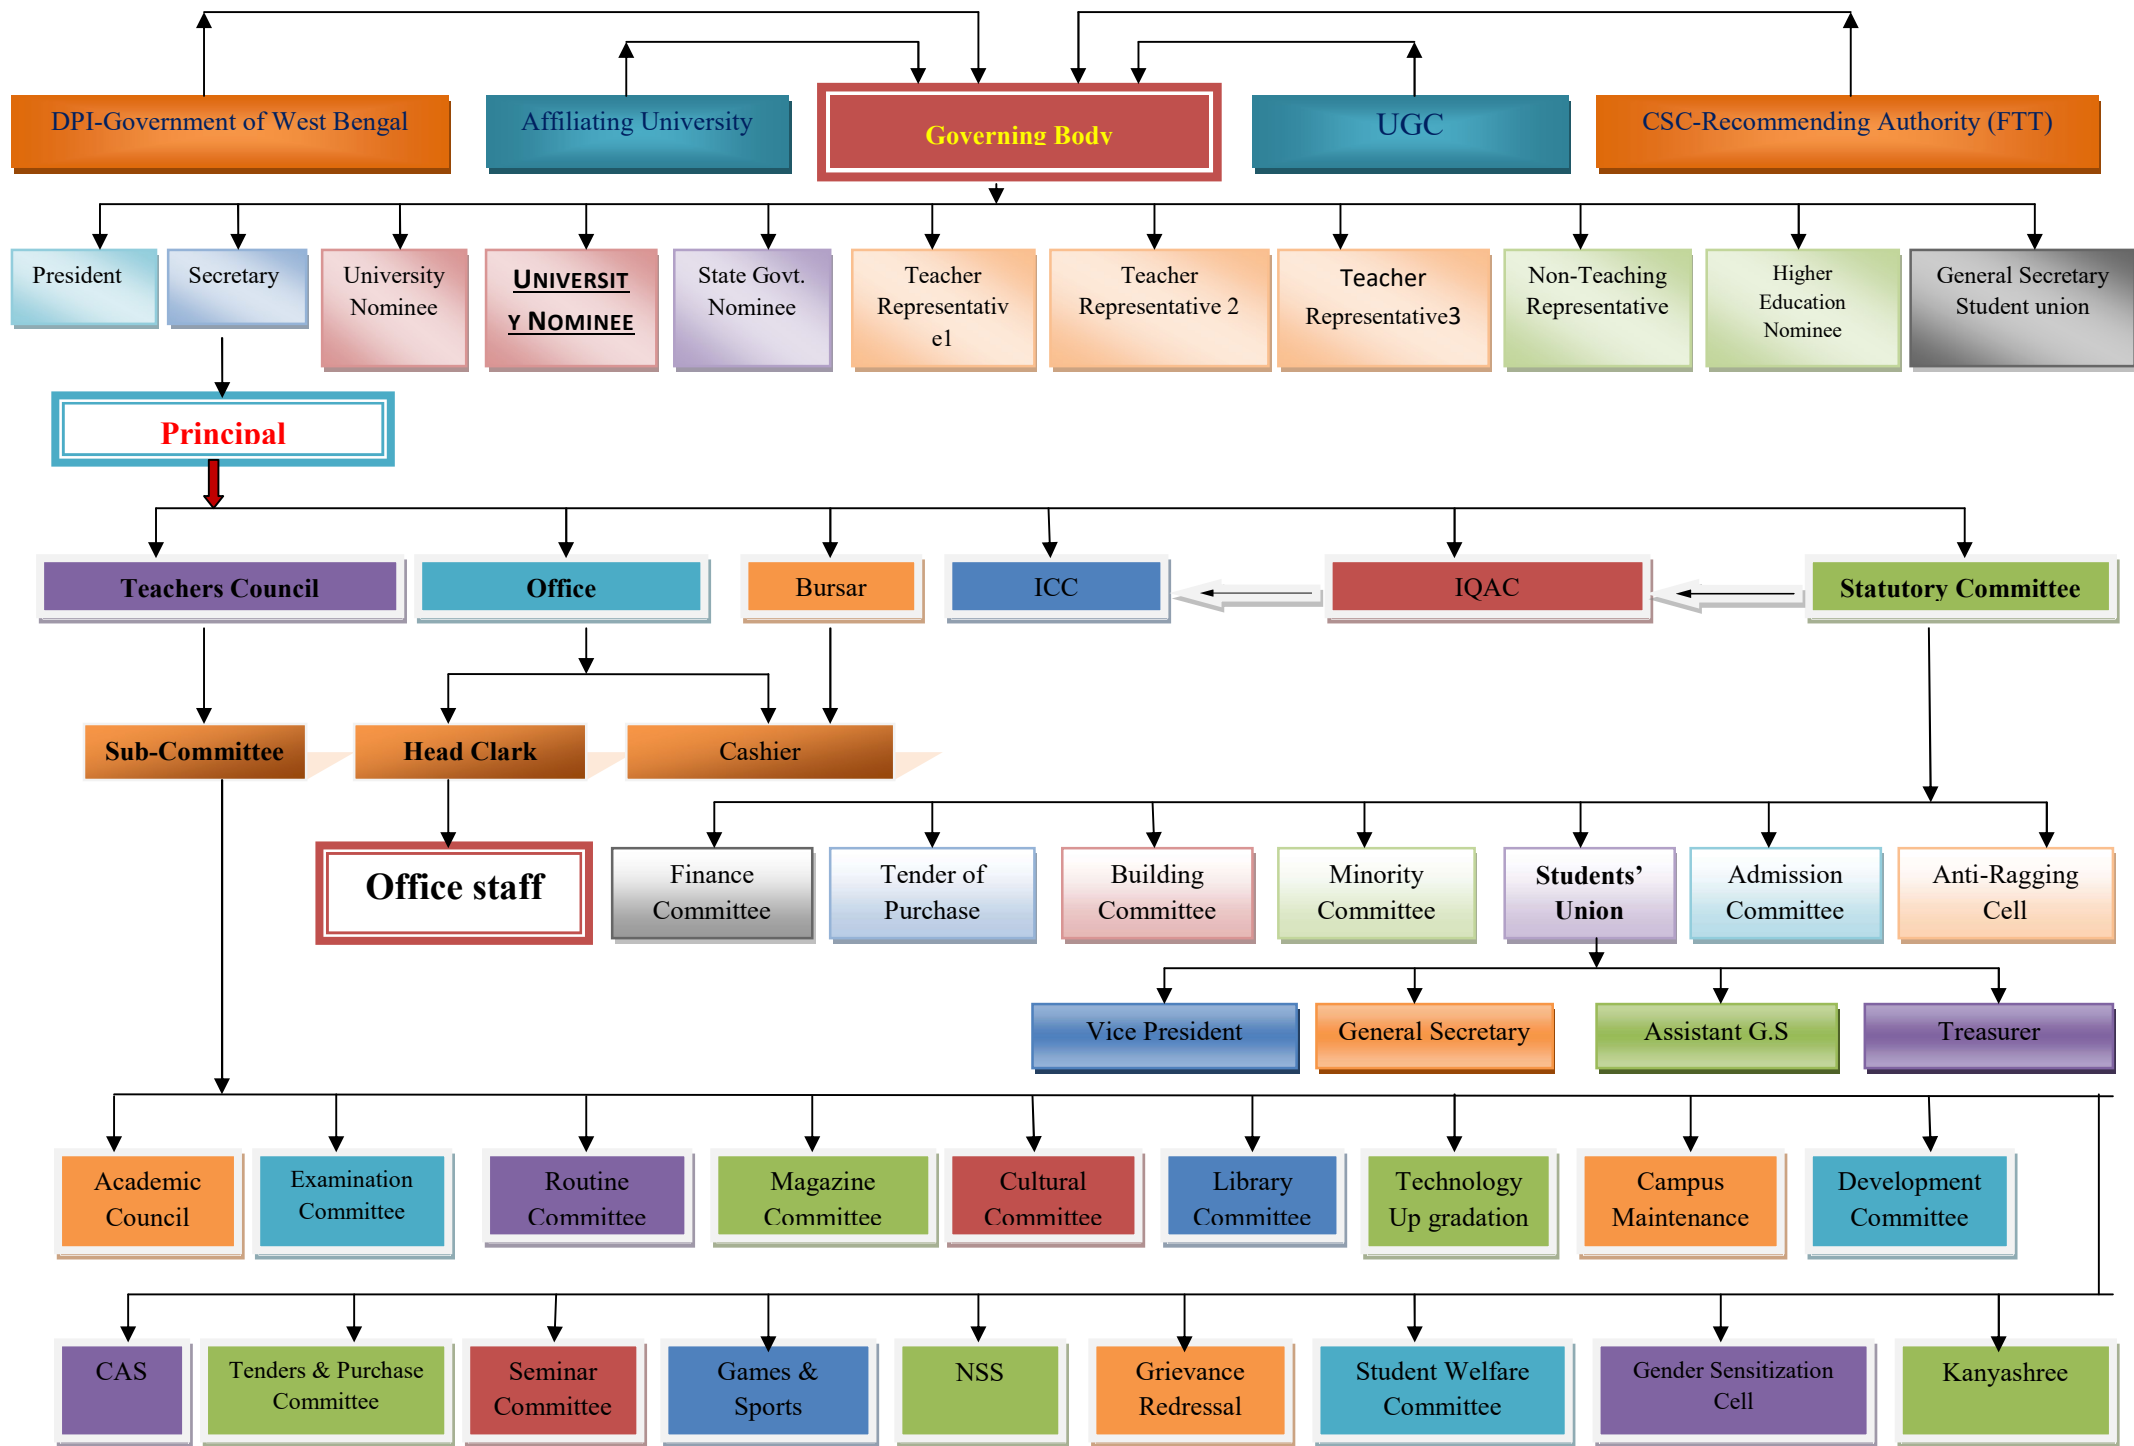 DPI-Government of West Bengal
Affiliating University
Governing Body
UGC
CSC-Recommending Authority (FTT)
President
Secretary
University
Nominee
UNIVERSIT
Y NOMINEE
State Govt.
Nominee
Teacher
Representativ
e1
Teacher
Representative 2
Teacher
Representative3
Non-Teaching
Representative
Higher
Education
Nominee
General Secretary
Student union
Principal
Teachers Council
Office
Bursar
ICC
IQAC
Statutory Committee
Sub-Committee
Head Clark
Cashier
Office staff
Finance
Committee
Tender of
Purchase
Building
Committee
Minority
Committee
Students’
Union
Admission
Committee
Anti-Ragging
Cell
Vice President
General Secretary
Assistant G.S
Treasurer
Academic
Council
Examination
Committee
Routine
Committee
Magazine
Committee
Cultural
Committee
Library
Committee
Technology
Up gradation
Campus
Maintenance
Development
Committee
CAS
Tenders & Purchase
Committee
Seminar
Committee
Games &
Sports
NSS
Grievance
Redressal
Student Welfare
Committee
Gender Sensitization
Cell
Kanyashree